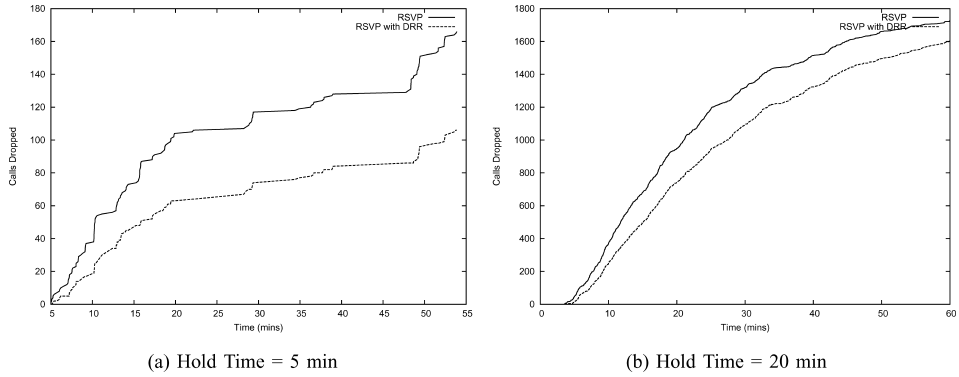 180
160
140
120
100
80
60
40
20
0
Calls Dropped
RSVP
RSVP with DRR
5 10 15 20 25 30 35 40 45 50 55
Time (mins)
(a) Hold Time = 5 min
1800
1600
1400
1200
1000
800
600
400
200
0
Calls Dropped
RSVP
RSVP with DRR
0 10 20 30 40 50 60
Time (mins)
(b) Hold Time = 20 min